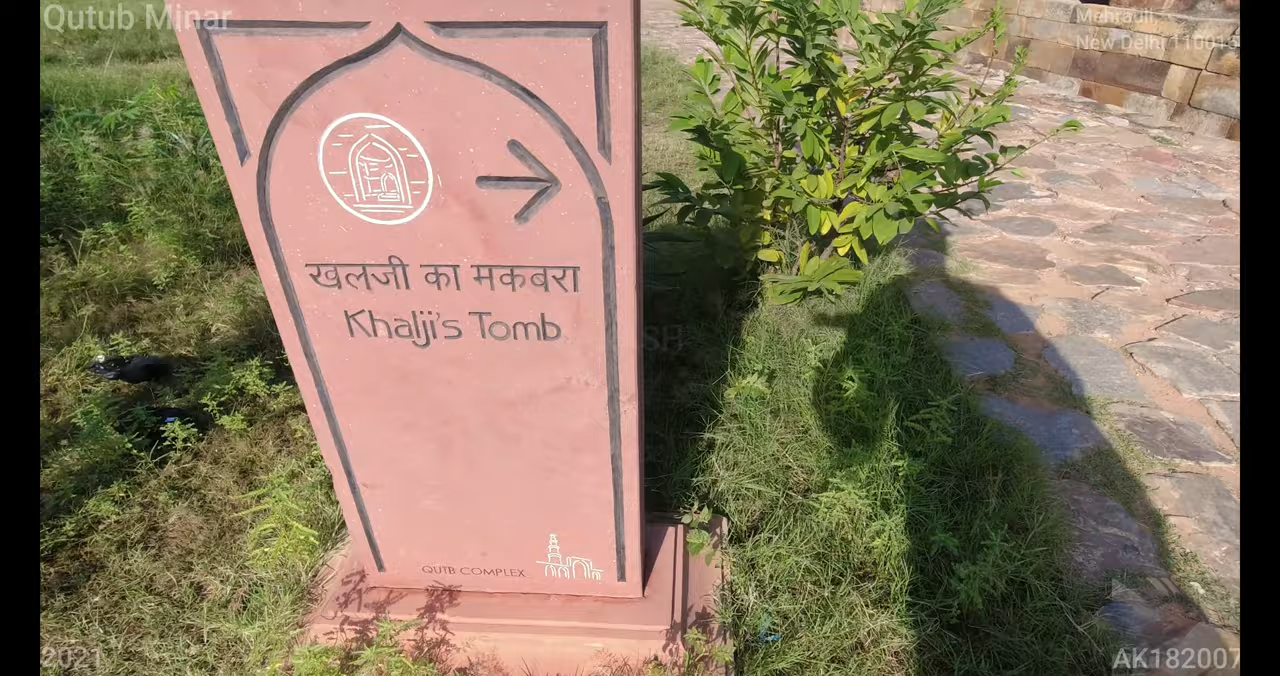 Qutub Minar
Mehrauli
New Delhi 110016
खलजी का मकबरा
Khalji's Tomb
QUTB COMPLEX
2021
AK182007